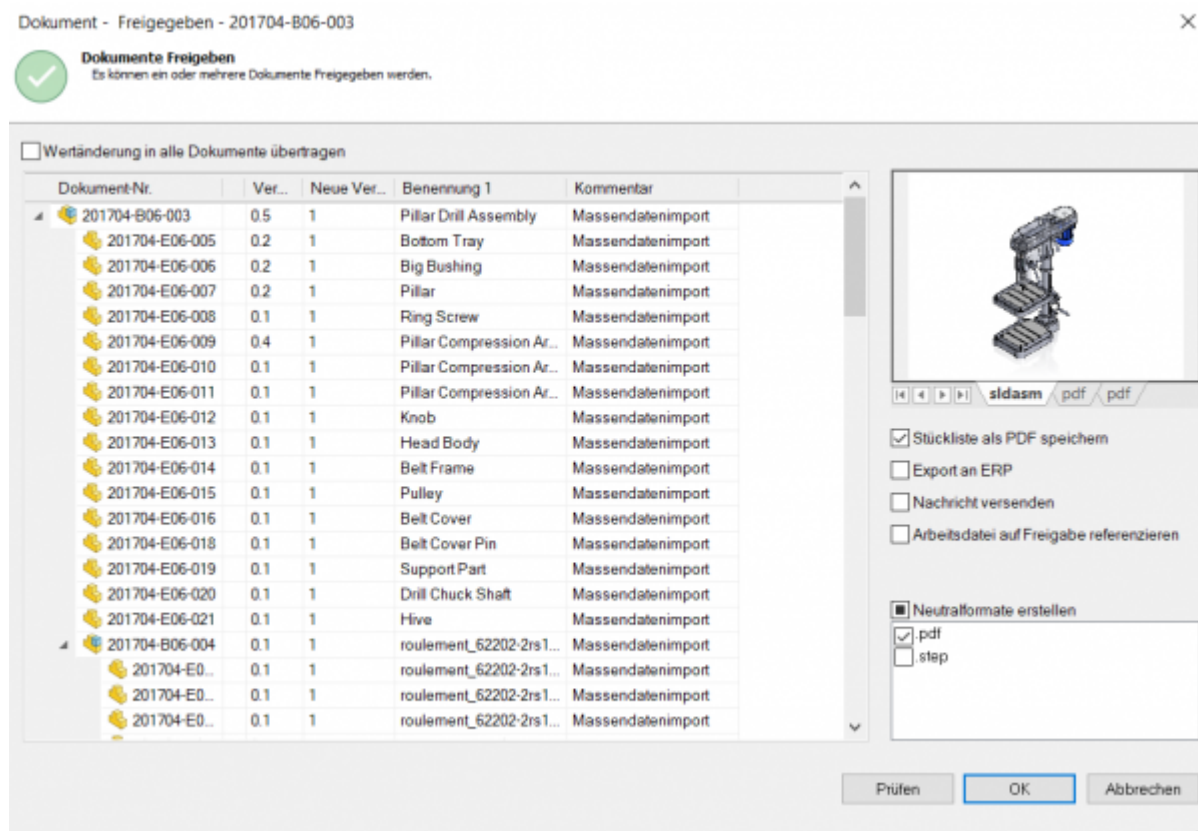 Dokument - Freigegeben - 201704-B06-003
Dokumente Freigeben
Es können ein oder mehrere Dokumente Freigegeben werden.
Wertänderung in alle Dokumente übertragen
Dokument-Nr. Ver... Neue Ver... Benennung 1 Kommentar
201704-B06-003 0.5 1 Pillar Drill Assembly Massendatenimport
201704-E06-005 0.2 1 Bottom Tray Massendatenimport
201704-E06-006 0.2 1 Big Bushing Massendatenimport
201704-E06-007 0.2 1 Pillar Massendatenimport
201704-E06-008 0.1 1 Ring Screw Massendatenimport
201704-E06-009 0.4 1 Pillar Compression Ar... Massendatenimport
201704-E06-010 0.1 1 Pillar Compression Ar... Massendatenimport
201704-E06-011 0.1 1 Pillar Compression Ar... Massendatenimport
201704-E06-012 0.1 1 Knob Massendatenimport
201704-E06-013 0.1 1 Head Body Massendatenimport
201704-E06-014 0.1 1 Belt Frame Massendatenimport
201704-E06-015 0.1 1 Pulley Massendatenimport
201704-E06-016 0.1 1 Belt Cover Massendatenimport
201704-E06-018 0.1 1 Belt Cover Pin Massendatenimport
201704-E06-019 0.1 1 Support Part Massendatenimport
201704-E06-020 0.1 1 Drill Chuck Shaft Massendatenimport
201704-E06-021 0.1 1 Hive Massendatenimport
201704-B06-004 0.1 1 roulement_62202-2rs1... Massendatenimport
201704-E0... 0.1 1 roulement_62202-2rs1... Massendatenimport
201704-E0... 0.1 1 roulement_62202-2rs1... Massendatenimport
201704-E0... 0.1 1 roulement_62202-2rs1... Massendatenimport
sldasm pdf pdf
Stückliste als PDF speichern
Export an ERP
Nachricht versenden
Arbeitsdatei auf Freigabe referenzieren
Neutralformate erstellen
.pdf
.step
Prüfen OK Abbrechen